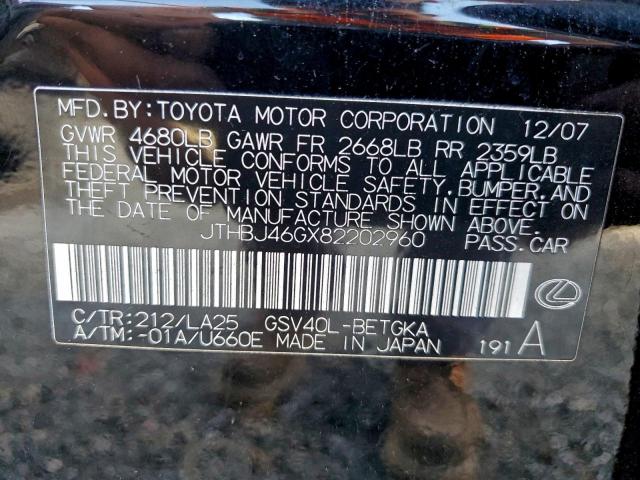 MFD. BY: TOYOTA MOTOR CORPORATION 12/07
GVWR 4680LB GAWR FR 2668LB RR 2359LB
THIS VEHICLE CONFORMS TO ALL APPLICABLE
FEDERAL MOTOR VEHICLE SAFETY, BUMPER, AND
THEFT PREVENTION STANDARDS IN EFFECT ON
THE DATE OF MANUFACTURE SHOWN ABOVE.
JTHBJ46GX82202960 PASS. CAR
C/TR: 212/LA25 GSV40L-BETGKA
A/TM: -01A/U660E MADE IN JAPAN 191 A